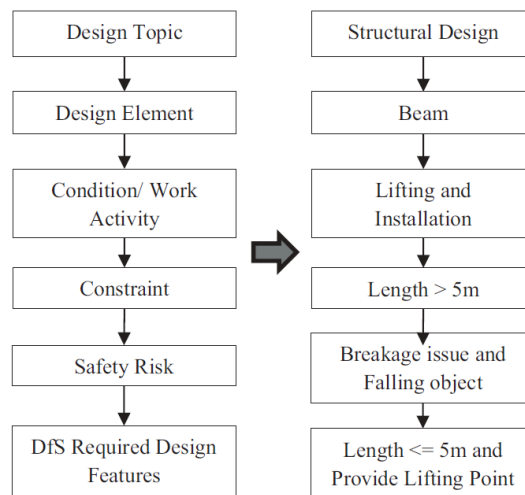 Design Topic
Design Element
Condition/ Work
Activity
Constraint
Safety Risk
DfS Required Design
Features
Structural Design
Beam
Lifting and
Installation
Length > 5m
Breakage issue and
Falling object
Length <= 5m and
Provide Lifting Point